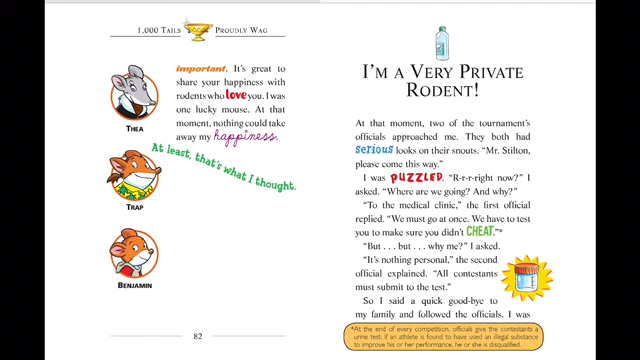 1,000 TAILS PROUDLY WAG
important. It's great to
share your happiness with
rodents who love you. I was
one lucky mouse. At that
moment, nothing could take
away my happiness.
At least, that's what I thought.
THEA
TRAP
BENJAMIN
82
I'M A VERY PRIVATE
RODENT!
At that moment, two of the tournament's
officials approached me. They both had
serious looks on their snouts. “Mr. Stilton,
please come this way.”
I was PUZZLED. “R-r-r-right now?” I
asked. “Where are we going? And why?”
“To the medical clinic,” the first official
replied. “We must go at once. We have to test
you to make sure you didn't CHEAT.”*
“But . . . but . . . why me?” I asked.
“It's nothing personal,” the second
official explained. “All contestants
must submit to the test.”
So I said a quick good-bye to
my family and followed the officials. I was
*At the end of every competition, officials give the contestants a
urine test. If an athlete is found to have used an illegal substance
to improve his or her performance, he or she is disqualified.